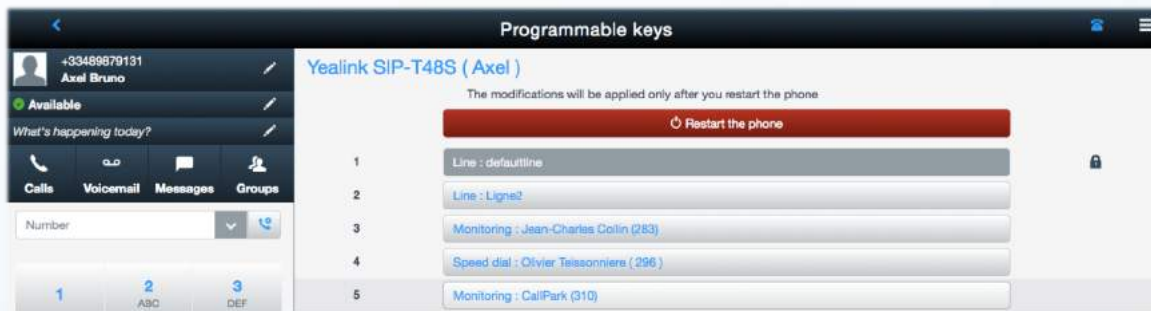 Programmable keys
+33489879131
Axel Bruno
Available
What's happening today?
Calls Voicemail Messages Groups
Number
1 2 3
ABC DEF
Yealink SIP-T48S ( Axel )
The modifications will be applied only after you restart the phone
Restart the phone
1 Line : defaultline
2 Line : Ligne2
3 Monitoring : Jean-Charles Collin (283)
4 Speed dial : Olivier Teissonniere ( 296 )
5 Monitoring : CallPark (310)